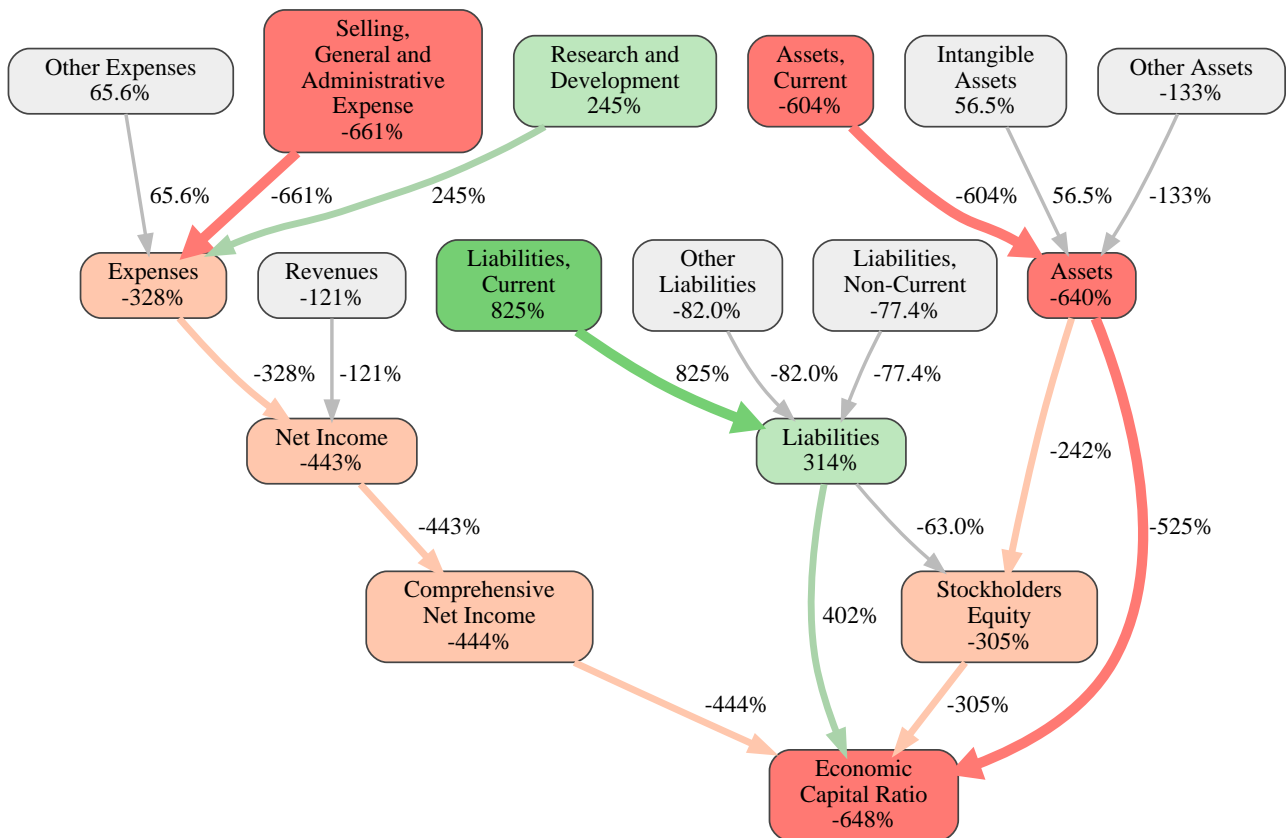 Other Expenses
65.6%
Selling,
General and
Administrative
Expense
-661%
Research and
Development
245%
Assets,
Current
-604%
Intangible
Assets
56.5%
Other Assets
-133%
65.6%
-661%
245%
-604%
56.5%
-133%
Expenses
-328%
Revenues
-121%
Liabilities,
Current
825%
Other
Liabilities
-82.0%
Liabilities,
Non-Current
-77.4%
Assets
-640%
-328%
-121%
825%
-82.0%
-77.4%
Net Income
-443%
Liabilities
314%
-242%
-443%
-63.0%
-525%
Comprehensive
Net Income
-444%
402%
Stockholders
Equity
-305%
-444%
-305%
Economic
Capital Ratio
-648%